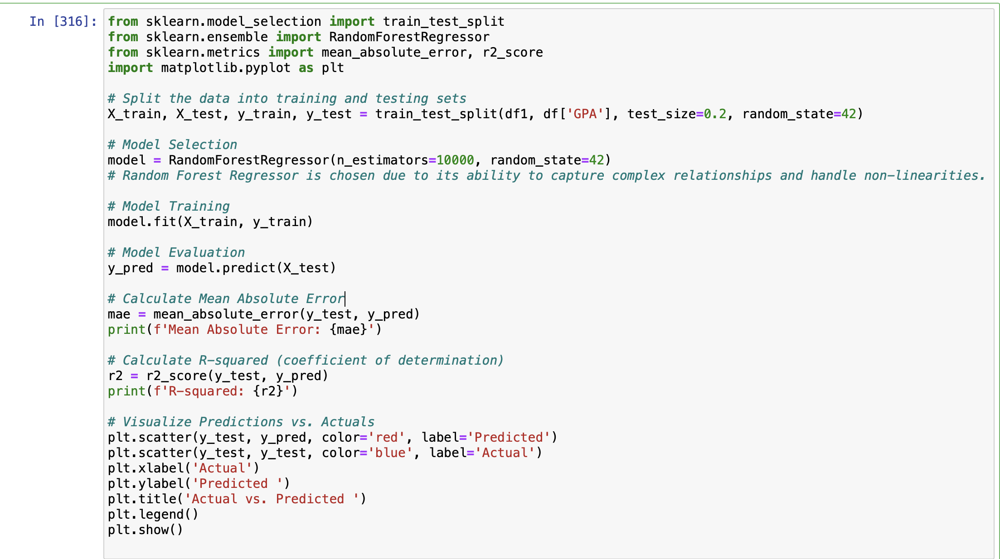 In [316]:
from sklearn.model_selection import train_test_split
from sklearn.ensemble import RandomForestRegressor
from sklearn.metrics import mean_absolute_error, r2_score
import matplotlib.pyplot as plt
# Split the data into training and testing sets
X_train, X_test, y_train, y_test = train_test_split(df1, df['GPA'], test_size=0.2, random_state=42)
# Model Selection
model = RandomForestRegressor(n_estimators=10000, random_state=42)
# Random Forest Regressor is chosen due to its ability to capture complex relationships and handle non-linearities.
# Model Training
model.fit(X_train, y_train)
# Model Evaluation
y_pred = model.predict(X_test)
# Calculate Mean Absolute Error
mae = mean_absolute_error(y_test, y_pred)
print(f'Mean Absolute Error: {mae}')
# Calculate R-squared (coefficient of determination)
r2 = r2_score(y_test, y_pred)
print(f'R-squared: {r2}')
# Visualize Predictions vs. Actuals
plt.scatter(y_test, y_pred, color='red', label='Predicted')
plt.scatter(y_test, y_test, color='blue', label='Actual')
plt.xlabel('Actual')
plt.ylabel('Predicted ')
plt.title('Actual vs. Predicted ')
plt.legend()
plt.show()